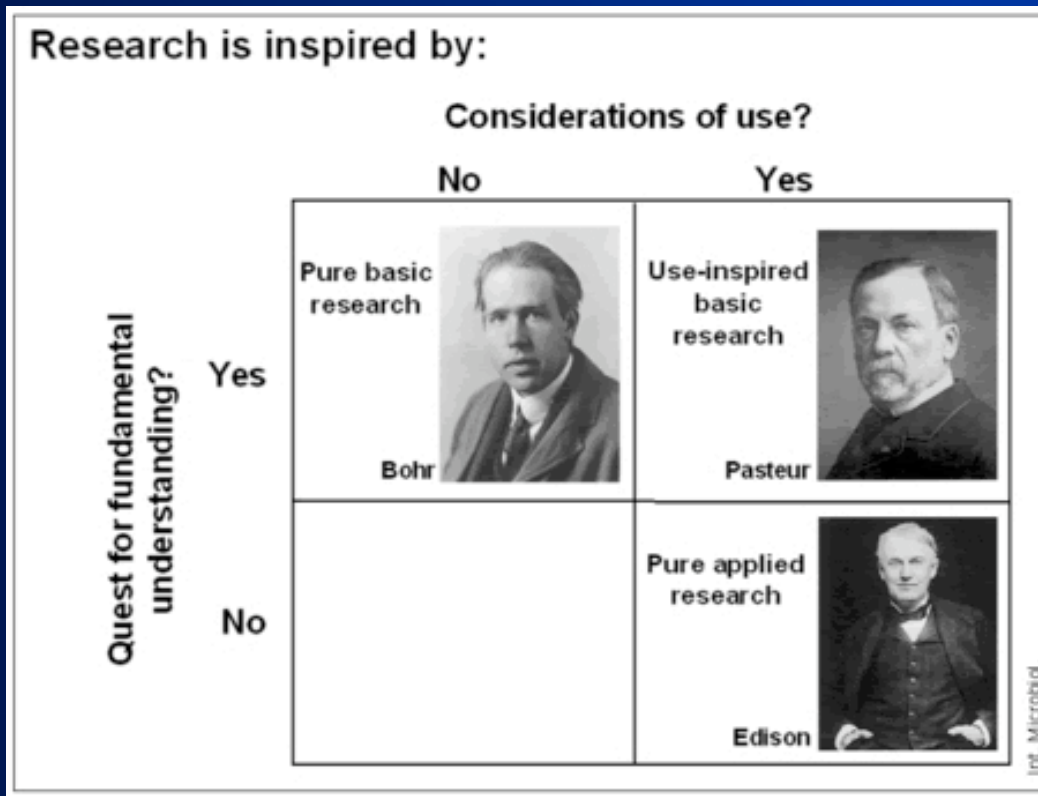 Research is inspired by:
Considerations of use?
No
Yes
Quest for fundamental
understanding?
Yes
Pure basic
research
Bohr
Use-inspired
basic
research
Pasteur
No
Pure applied
research
Edison
Int. Microbiol